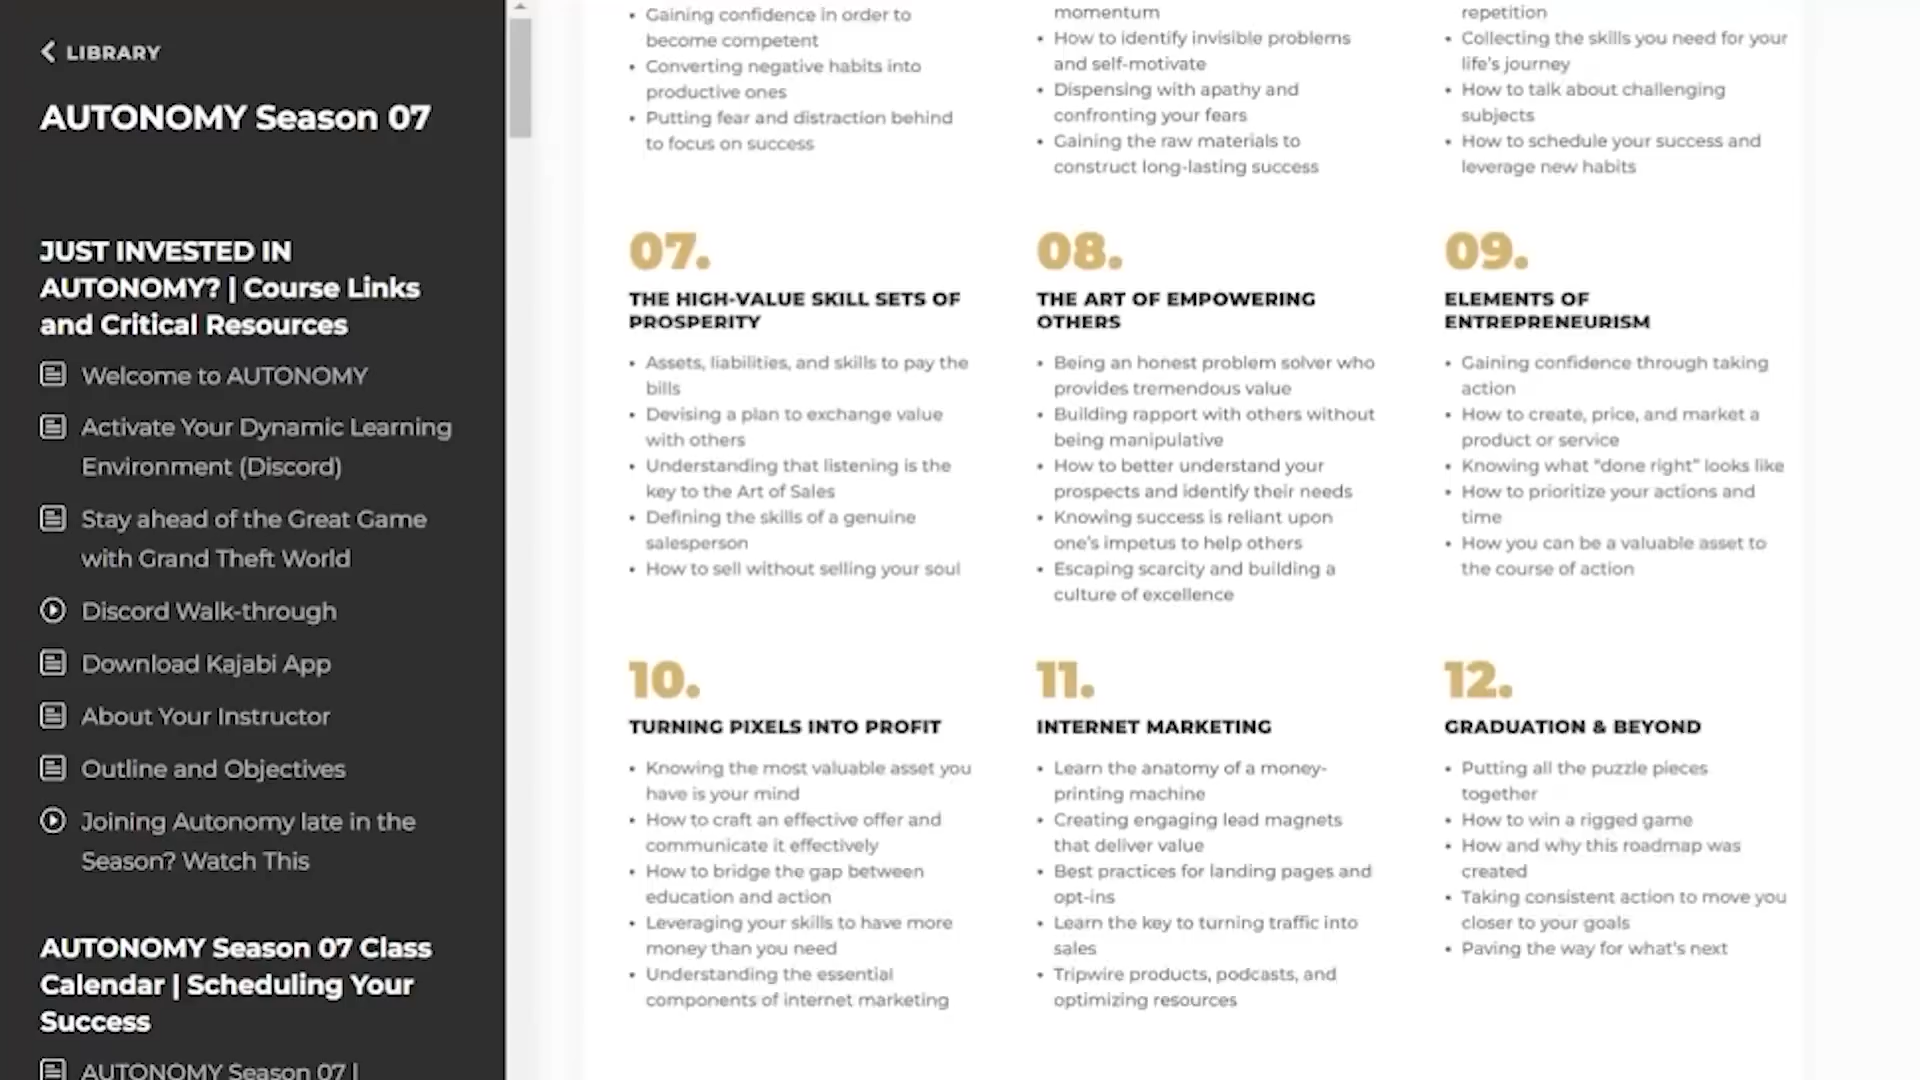 LIBRARY
AUTONOMY Season 07
JUST INVESTED IN
AUTONOMY? | Course Links
and Critical Resources
Welcome to AUTONOMY
Activate Your Dynamic Learning
Environment (Discord)
Stay ahead of the Great Game
with Grand Theft World
Discord Walk-through
Download Kajabi App
About Your Instructor
Outline and Objectives
Joining Autonomy late in the
Season? Watch This
AUTONOMY Season 07 Class
Calendar | Scheduling Your
Success
AUTONOMY Season 07 |
• Gaining confidence in order to
become competent
• Converting negative habits into
productive ones
• Putting fear and distraction behind
to focus on success
momentum
• How to identify invisible problems
and self-motivate
• Dispensing with apathy and
confronting your fears
• Gaining the raw materials to
construct long-lasting success
repetition
• Collecting the skills you need for your
life's journey
• How to talk about challenging
subjects
• How to schedule your success and
leverage new habits
07.
THE HIGH-VALUE SKILL SETS OF
PROSPERITY
• Assets, liabilities, and skills to pay the
bills
• Devising a plan to exchange value
with others
• Understanding that listening is the
key to the Art of Sales
• Defining the skills of a genuine
salesperson
• How to sell without selling your soul
08.
THE ART OF EMPOWERING
OTHERS
• Being an honest problem solver who
provides tremendous value
• Building rapport with others without
being manipulative
• How to better understand your
prospects and identify their needs
• Knowing success is reliant upon
one's impetus to help others
• Escaping scarcity and building a
culture of excellence
09.
ELEMENTS OF
ENTREPRENEURISM
• Gaining confidence through taking
action
• How to create, price, and market a
product or service
• Knowing what "done right" looks like
• How to prioritize your actions and
time
• How you can be a valuable asset to
the course of action
10.
TURNING PIXELS INTO PROFIT
• Knowing the most valuable asset you
have is your mind
• How to craft an effective offer and
communicate it effectively
• How to bridge the gap between
education and action
• Leveraging your skills to have more
money than you need
• Understanding the essential
components of internet marketing
11.
INTERNET MARKETING
• Learn the anatomy of a money-
printing machine
• Creating engaging lead magnets
that deliver value
• Best practices for landing pages and
opt-ins
• Learn the key to turning traffic into
sales
• Tripwire products, podcasts, and
optimizing resources
12.
GRADUATION & BEYOND
• Putting all the puzzle pieces
together
• How to win a rigged game
• How and why this roadmap was
created
• Taking consistent action to move you
closer to your goals
• Paving the way for what's next